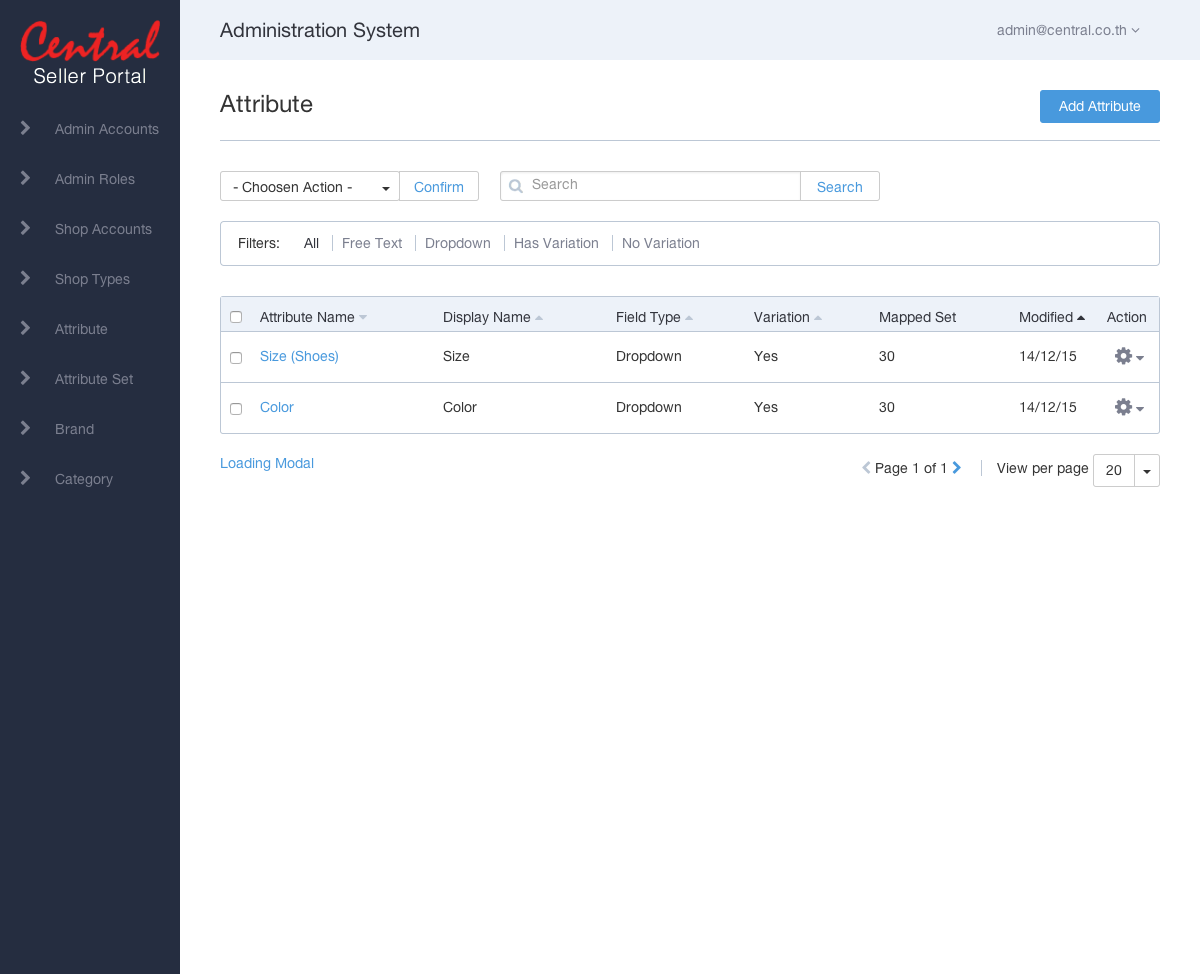 Central
Seller Portal
Admin Accounts
Admin Roles
Shop Accounts
Shop Types
Attribute
Attribute Set
Brand
Category
Administration System
admin@central.co.th
Attribute
Add Attribute
- Choosen Action -
Confirm
Search
Search
Filters: All Free Text Dropdown Has Variation No Variation
Attribute Name Display Name Field Type Variation Mapped Set Modified Action
Size (Shoes) Size Dropdown Yes 30 14/12/15
Color Color Dropdown Yes 30 14/12/15
Loading Modal
Page 1 of 1
View per page 20